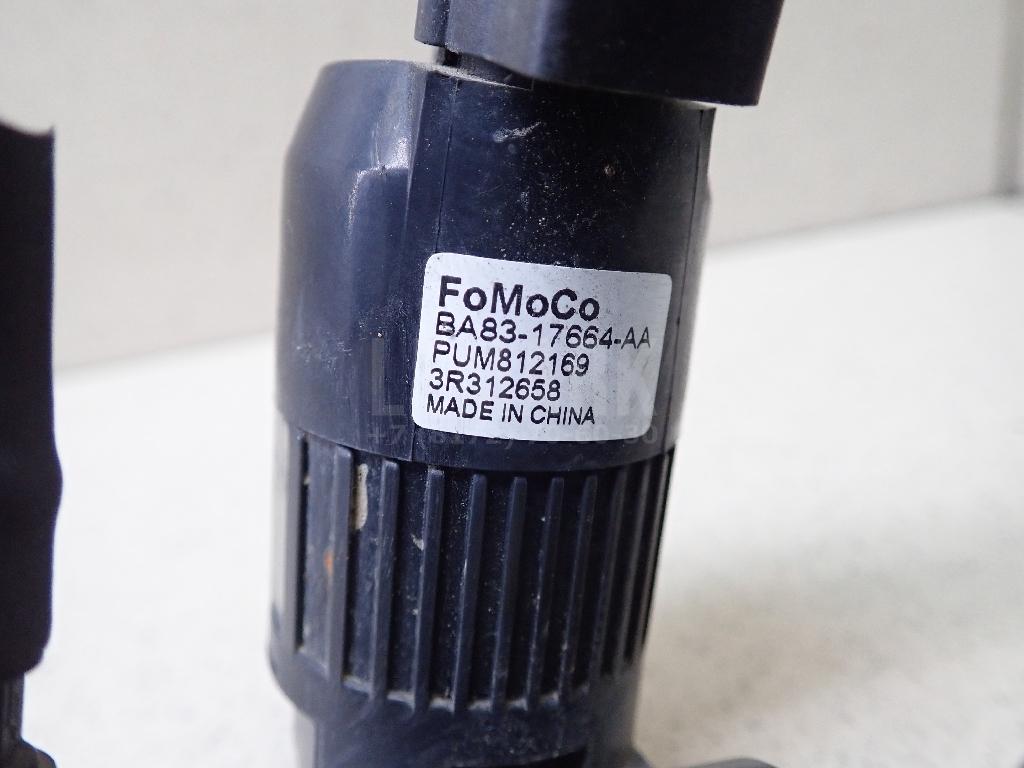 FoMoCo
BA83-17664-AA
PUM812169
3R312658
MADE IN CHINA